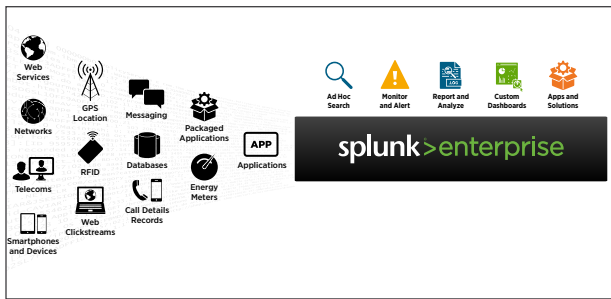 Web
Services
Networks
Telecoms
Smartphones
and Devices
GPS
Location
RFID
Web
Clickstreams
Messaging
Databases
Call Details
Records
Packaged
Applications
Energy
Meters
APP
Applications
Ad Hoc
Search
Monitor
and Alert
LOG
Report and
Analyze
Custom
Dashboards
Apps and
Solutions
splunk>enterprise